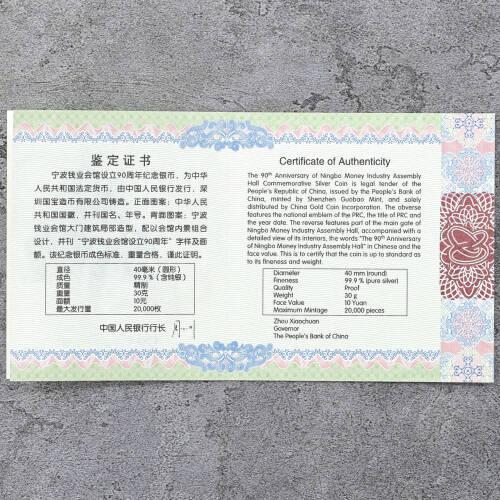 鉴定证书
宁波钱业会馆设立90周年纪念银币，为中华
人民共和国法定货币，由中国人民银行发行，深
圳国宝造币有限公司铸造。正面图案：中华人民
共和国国徽，并刊国名、年号。背面图案：宁波
钱业会馆大门建筑局部造型，配以会馆内景组合
设计，并刊“宁波钱业会馆设立90周年”字样及面
额。该纪念银币成色标准，重量合格，谨此证明。
直径 40毫米（圆形）
成色 99.9％（含纯银）
质量 精制
重量 30克
面额 10元
最大发行量 20,000枚
中国人民银行行长
Certificate of Authenticity
The 90th Anniversary of Ningbo Money Industry Assembly
Hall Commemorative Silver Coin is legal tender of the
People's Republic of China, issued by the People's Bank of
China, minted by Shenzhen Guobao Mint, and solely
distributed by China Gold Coin Incorporation. The obverse
features the national emblem of the PRC, the title of PRC and
the year date. The reverse features part of the main gate of
Ningbo Money Industry Assembly Hall, accompanied with a
detailed view of its interiors, the words "The 90th Anniversary
of Ningbo Money Industry Assembly Hall" in Chinese and the
face value. This is to certify that the coin is up to standard as
to its fineness and weight.
Diameter 40 mm (round)
Fineness 99.9 % (pure silver)
Quality Proof
Weight 30 g
Face Value 10 Yuan
Maximum Mintage 20,000 pieces
Zhou Xiaochuan
Governor
The People's Bank of China